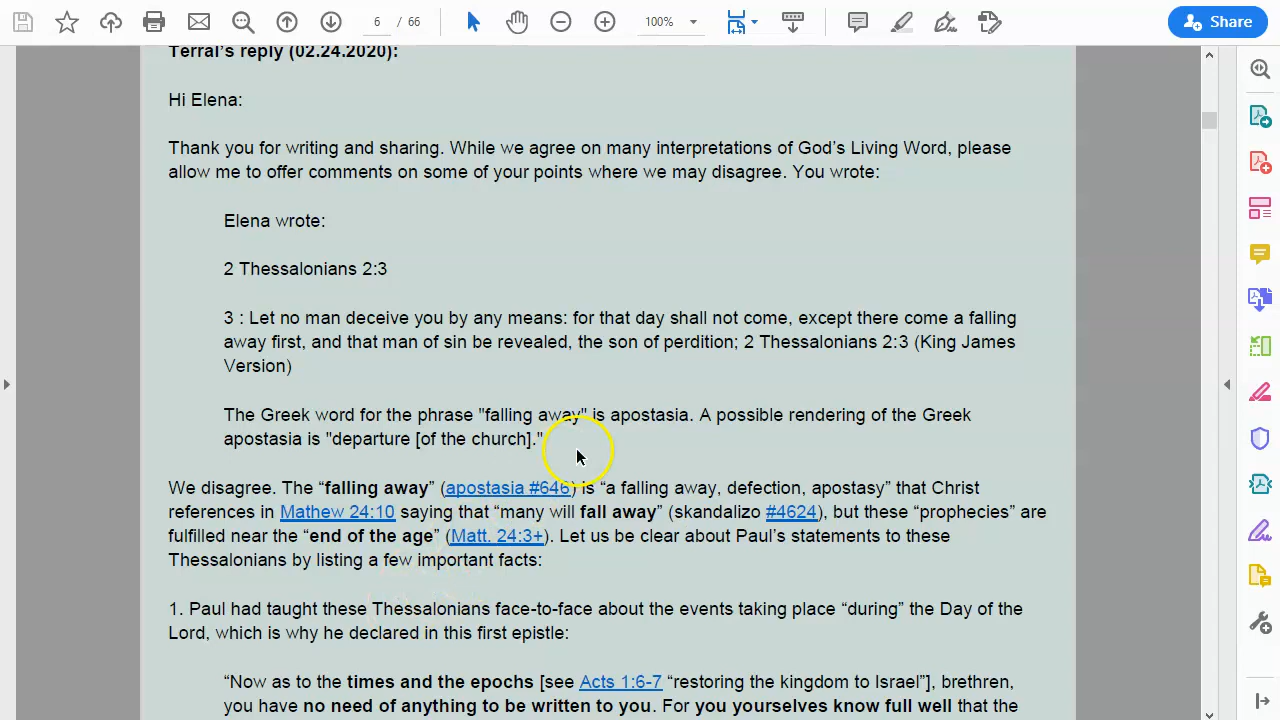 6 / 66
100%
Share
Terral's reply (02.24.2020):
Hi Elena:
Thank you for writing and sharing. While we agree on many interpretations of God's Living Word, please
allow me to offer comments on some of your points where we may disagree. You wrote:
Elena wrote:
2 Thessalonians 2:3
3 : Let no man deceive you by any means: for that day shall not come, except there come a falling
away first, and that man of sin be revealed, the son of perdition; 2 Thessalonians 2:3 (King James
Version)
The Greek word for the phrase "falling away" is apostasia. A possible rendering of the Greek
apostasia is "departure [of the church]."
We disagree. The “falling away” (apostasia #646) is “a falling away, defection, apostasy” that Christ
references in Mathew 24:10 saying that “many will fall away” (skandalizo #4624), but these “prophecies” are
fulfilled near the “end of the age” (Matt. 24:3+). Let us be clear about Paul's statements to these
Thessalonians by listing a few important facts:
1. Paul had taught these Thessalonians face-to-face about the events taking place “during” the Day of the
Lord, which is why he declared in this first epistle:
“Now as to the times and the epochs [see Acts 1:6-7 “restoring the kingdom to Israel”], brethren,
you have no need of anything to be written to you. For you yourselves know full well that the